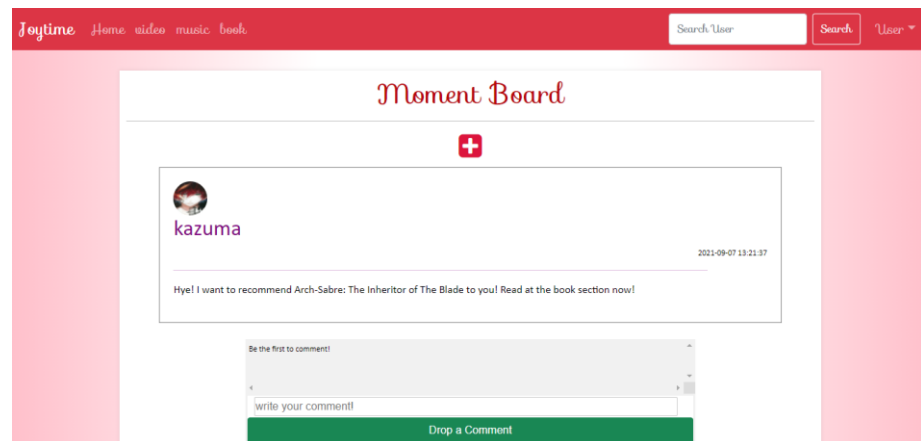 Joytime Home video music book Search User Search User
Moment Board
kazuma
2021-09-07 13:21:37
Hye! I want to recommend Arch-Sabre: The Inheritor of The Blade to you! Read at the book section now!
Be the first to comment!
write your comment!
Drop a Comment